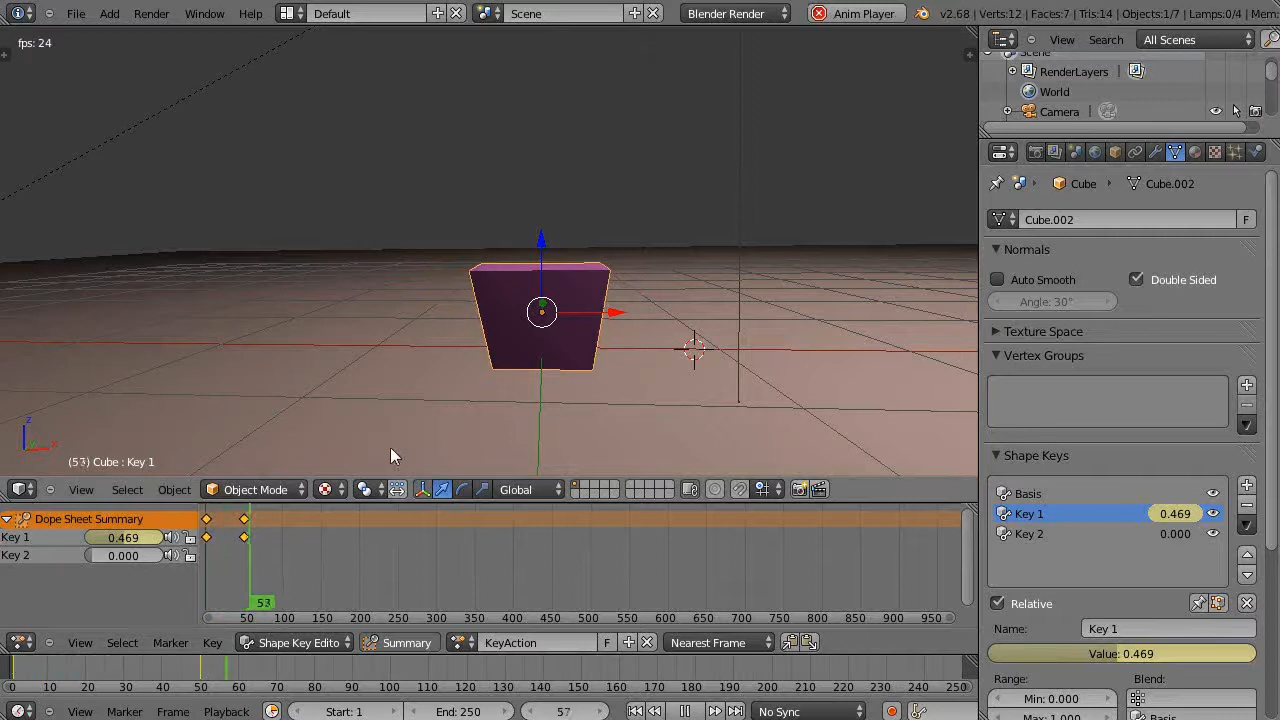 File Add Render Window Help Default Scene Blender Render Anim Player v2.68 | Verts:12 | Faces:7 | Tris:14 | Objects:1/7 | Lamps:0/4 | Mem:
fps: 24
View Search All Scenes
Scene
RenderLayers |
World
Camera
Cube Cube.002
Cube.002 F
Normals
Auto Smooth Double Sided
Angle: 30°
Texture Space
Vertex Groups
Shape Keys
Basis
Key 1 0.469
Key 2 0.000
Relative
Name: Key 1
Value: 0.469
Range: Blend:
Min: 0.000
Max: 1.000 Basis
z
x
(53) Cube : Key 1
View Select Object Object Mode Global
Dope Sheet Summary
Key 1 0.469
Key 2 0.000
53
50 100 150 200 250 300 350 400 450 500 550 600 650 700 750 800 850 900 950
View Select Marker Key Shape Key Edito Summary KeyAction F Nearest Frame
0 10 20 30 40 50 60 70 80 90 100 110 120 130 140 150 160 170 180 190 200 210 220 230 240 250
View Marker Frame Playback Start: 1 End: 250 57 No Sync